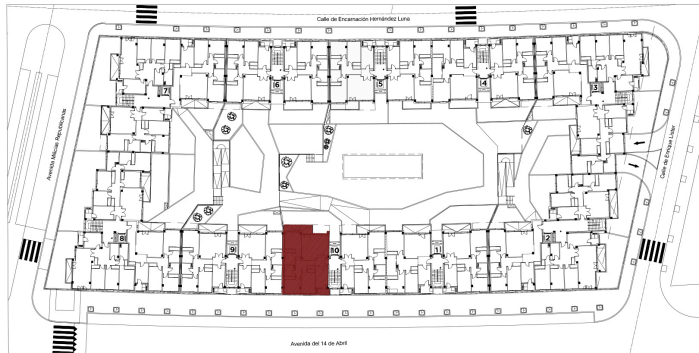 Calle de Encarnación Hernández Luna
6
5
4
7
3
Avenida Milicias Republicanas
Calle de Enrique Líster
8
9
10
1
2
Avenida del 14 de Abril